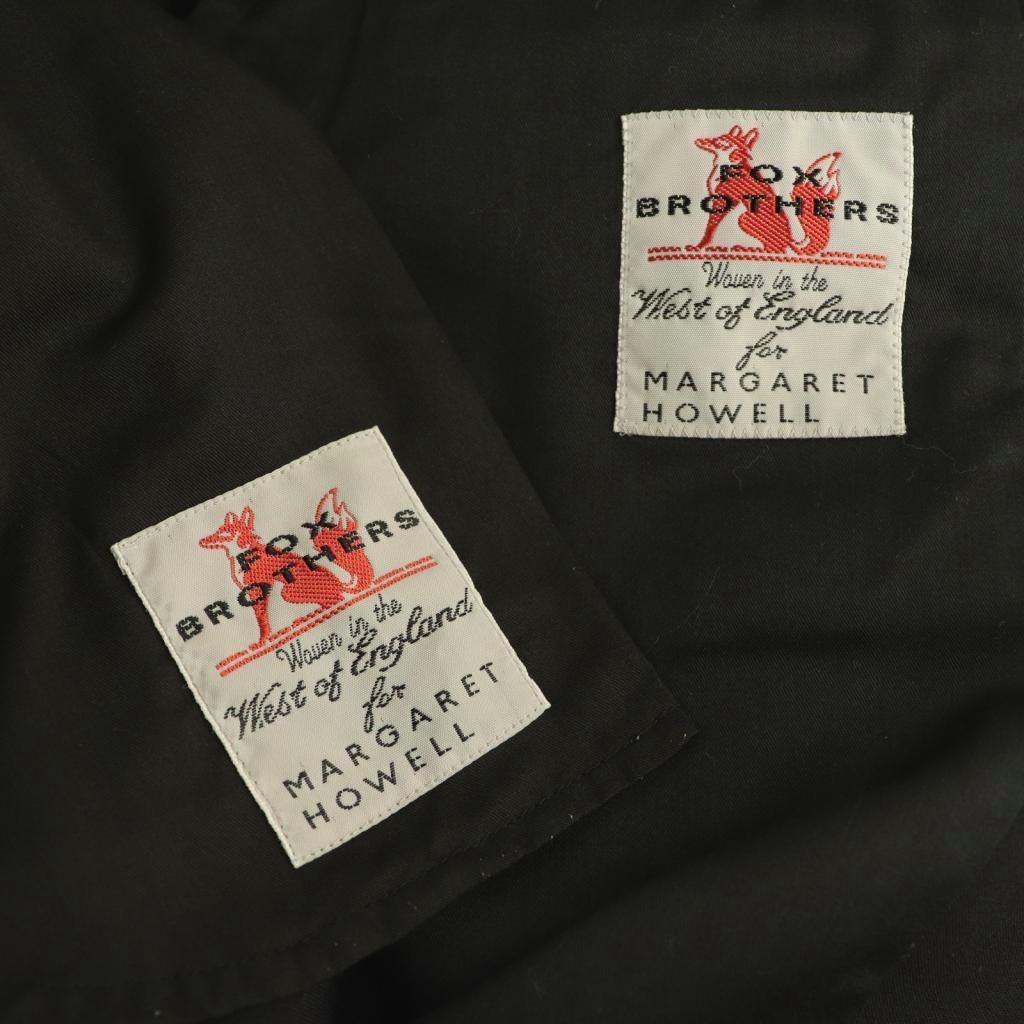 FOX
BROTHERS
Woven in the
West of England
for
MARGARET
HOWELL
FOX
BROTHERS
Woven in the
West of England
for
MARGARET
HOWELL